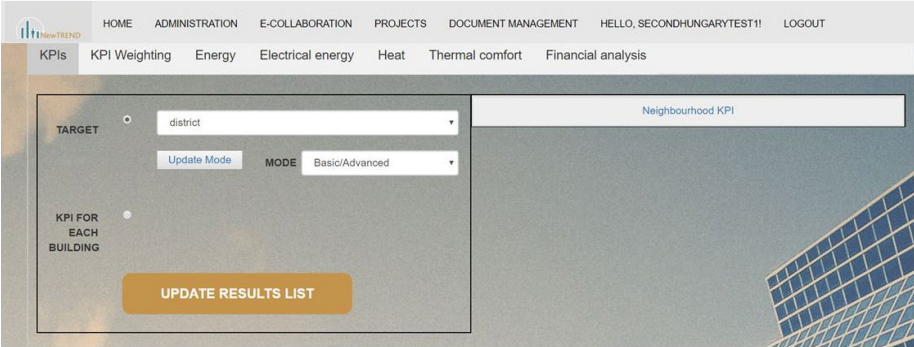 NewTREND
HOME ADMINISTRATION E-COLLABORATION PROJECTS DOCUMENT MANAGEMENT HELLO, SECONDHUNGARYTEST1! LOGOUT
KPIs KPI Weighting Energy Electrical energy Heat Thermal comfort Financial analysis
TARGET district
Update Mode MODE Basic/Advanced
KPI FOR
EACH
BUILDING
UPDATE RESULTS LIST
Neighbourhood KPI